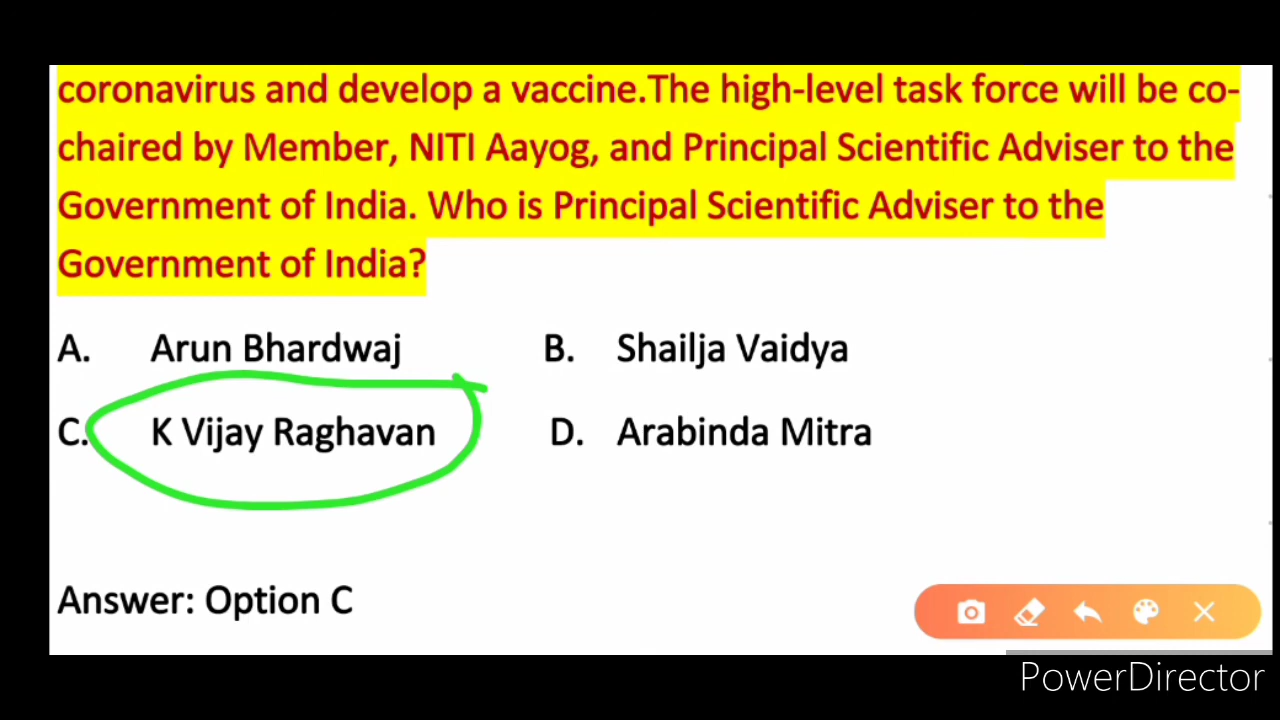 coronavirus and develop a vaccine.The high-level task force will be co-
chaired by Member, NITI Aayog, and Principal Scientific Adviser to the
Government of India. Who is Principal Scientific Adviser to the
Government of India?
A. Arun Bhardwaj B. Shailja Vaidya
C. K Vijay Raghavan D. Arabinda Mitra
Answer: Option C
PowerDirector